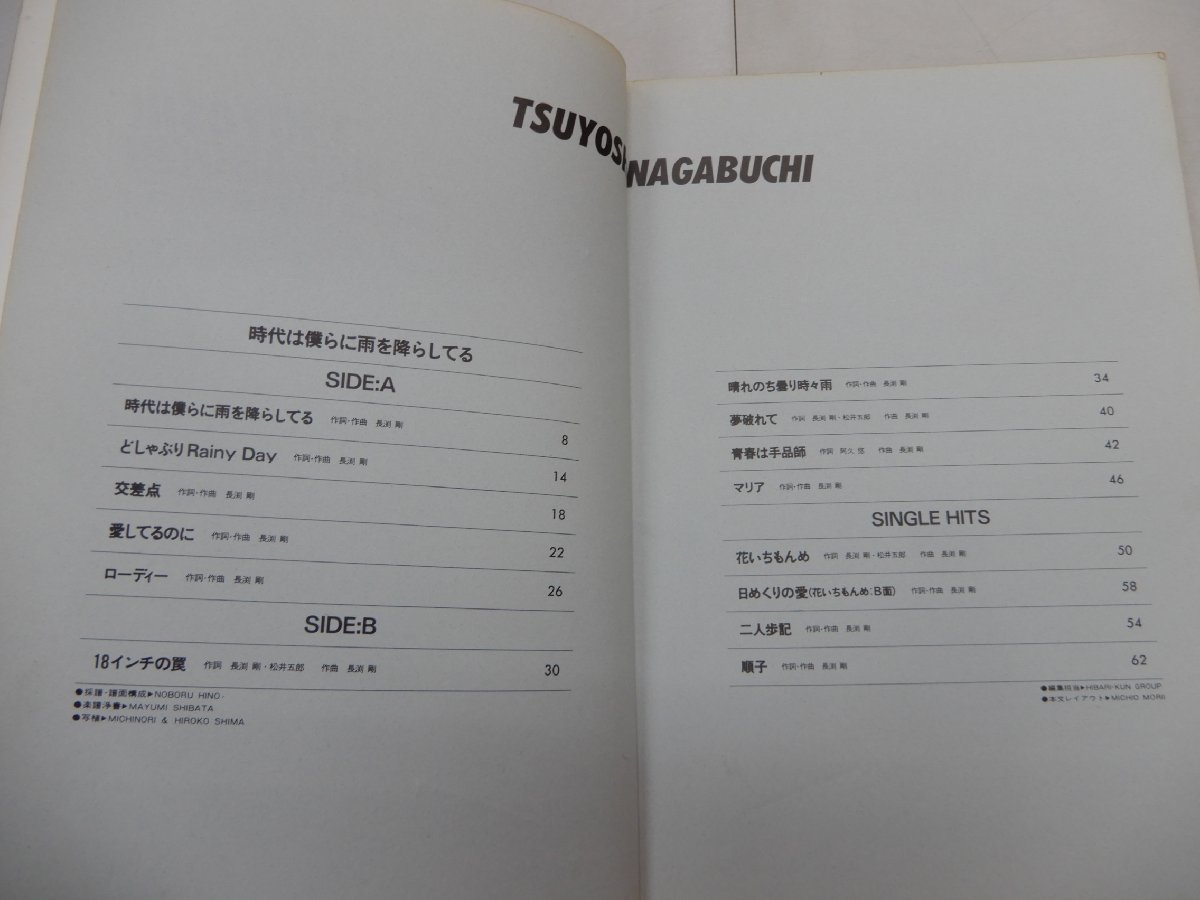 TSUYOSHI NAGABUCHI
時代は僕らに雨を降らしてる
SIDE:A
時代は僕らに雨を降らしてる 作詞・作曲 長渕 剛 8
どしゃぶりRainy Day 作詞・作曲 長渕 剛 14
交差点 作詞・作曲 長渕 剛 18
愛してるのに 作詞・作曲 長渕 剛 22
ローディー 作詞・作曲 長渕 剛 26
SIDE:B
18インチの罠 作詞 長渕 剛・松井五郎 作曲 長渕 剛 30
●採譜・譜面構成▶NOBORU HINO
●楽譜浄書▶MAYUMI SHIBATA
●写植▶MICHINORI & HIROKO SHIMA
晴れのち曇り時々雨 作詞・作曲 長渕 剛 34
夢破れて 作詞 長渕 剛・松井五郎 作曲 長渕 剛 40
青春は手品師 作詞 阿久 悠 作曲 長渕 剛 42
マリア 作詞・作曲 長渕 剛 46
SINGLE HITS
花いちもんめ 作詞 長渕 剛・松井五郎 作曲 長渕 剛 50
日めくりの愛(花いちもんめ:B面) 作詞・作曲 長渕 剛 58
二人歩記 作詞・作曲 長渕 剛 54
順子 作詞・作曲 長渕 剛 62
●編集担当▶HIBARI-KUN GROUP
●本文レイアウト▶MICHIO MORII